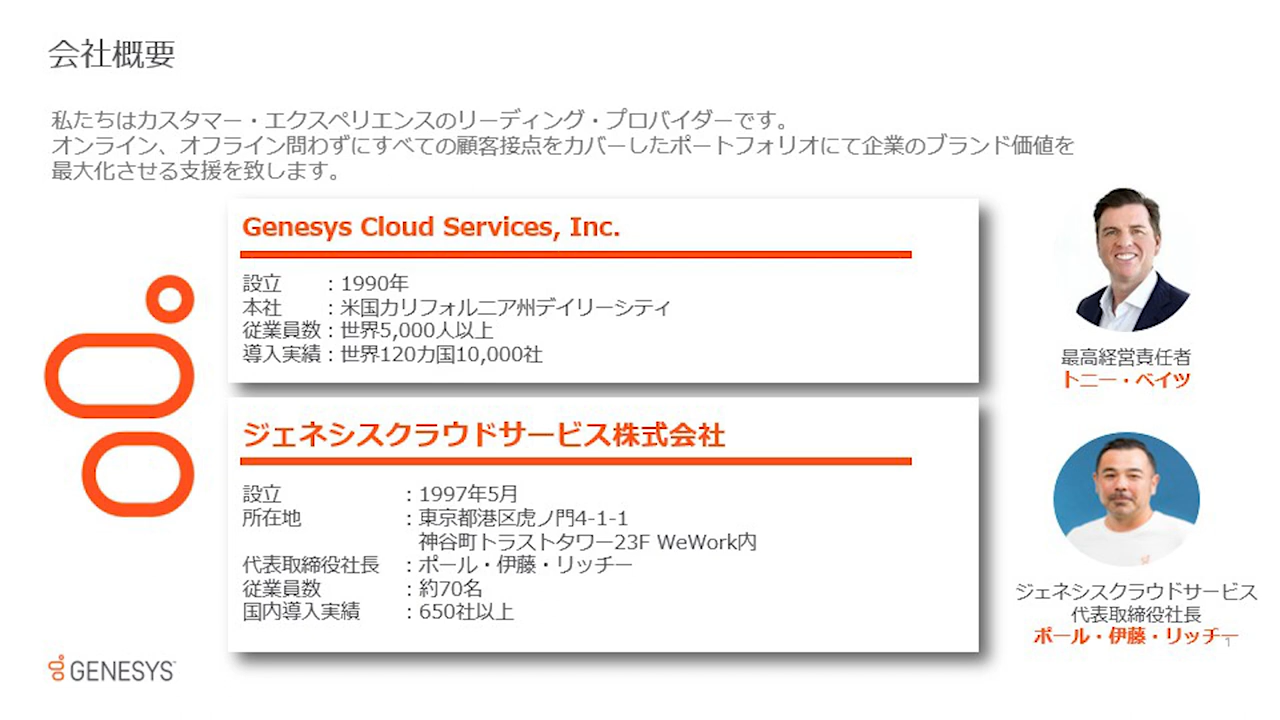 会社概要
私たちはカスタマー・エクスペリエンスのリーディング・プロバイダーです。
オンライン、オフライン問わずにすべての顧客接点をカバーしたポートフォリオにて企業のブランド価値を
最大化させる支援を致します。
Genesys Cloud Services, Inc.
設立 : 1990年
本社 : 米国カリフォルニア州デイリーシティ
従業員数 : 世界5,000人以上
導入実績 : 世界120カ国10,000社
最高経営責任者
トニー・ベイツ
ジェネシスクラウドサービス株式会社
設立 : 1997年5月
所在地 : 東京都港区虎ノ門4-1-1
神谷町トラストタワー23F WeWork内
代表取締役社長 : ポール・伊藤・リッチー
従業員数 : 約70名
国内導入実績 : 650社以上
ジェネシスクラウドサービス
代表取締役社長
ポール・伊藤・リッチー
1
GENESYS